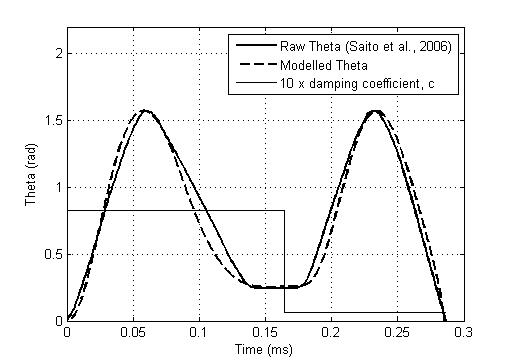 Raw Theta (Saito et al., 2006)
Modelled Theta
10 x damping coefficient, c
Theta (rad)
2
1.5
1
0.5
0
0
0.05
0.1
0.15
0.2
0.25
0.3
Time (ms)